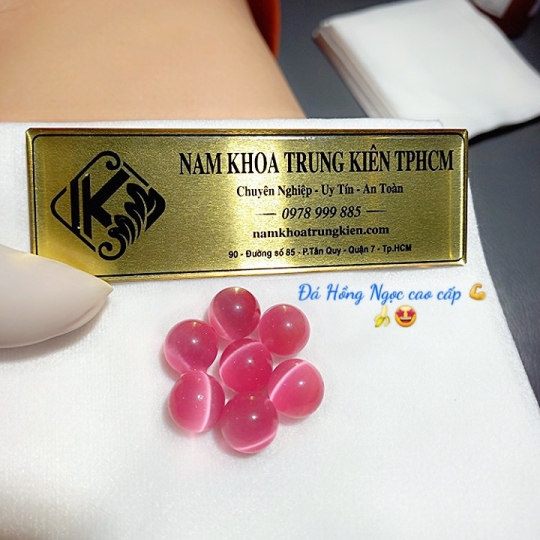 NAM KHOA TRUNG KIÊN TPHCM
Chuyên Nghiệp - Uy Tín - An Toàn
0978 999 885
namkhoatrungkien.com
90 - Đường số 85 - P.Tân Quy - Quận 7 - Tp.HCM
Đá Hồng Ngọc cao cấp 💪
🍌🤩